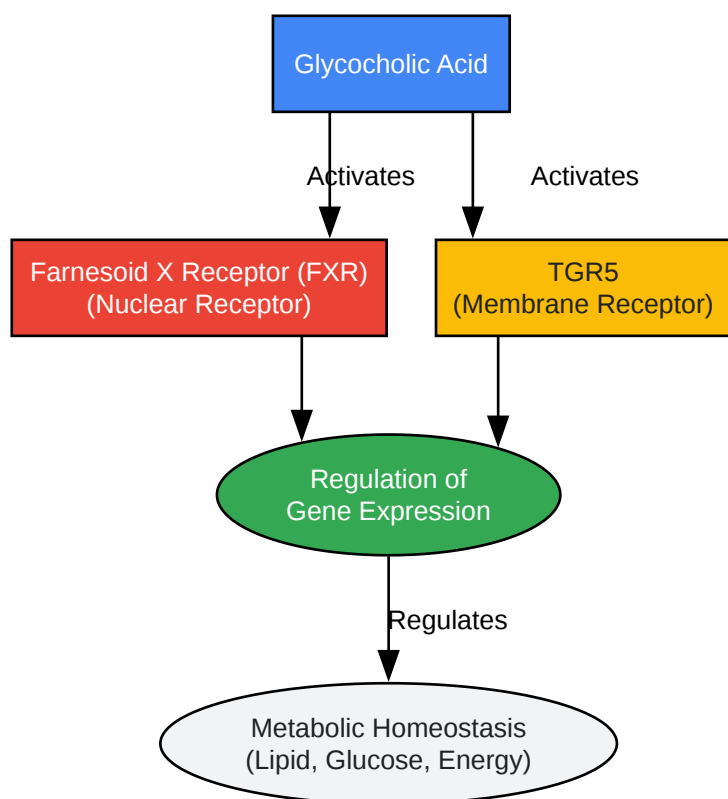 Glycocholic Acid
Activates
Activates
Farnesoid X Receptor (FXR)
(Nuclear Receptor)
TGR5
(Membrane Receptor)
Regulation of
Gene Expression
Regulates
Metabolic Homeostasis
(Lipid, Glucose, Energy)